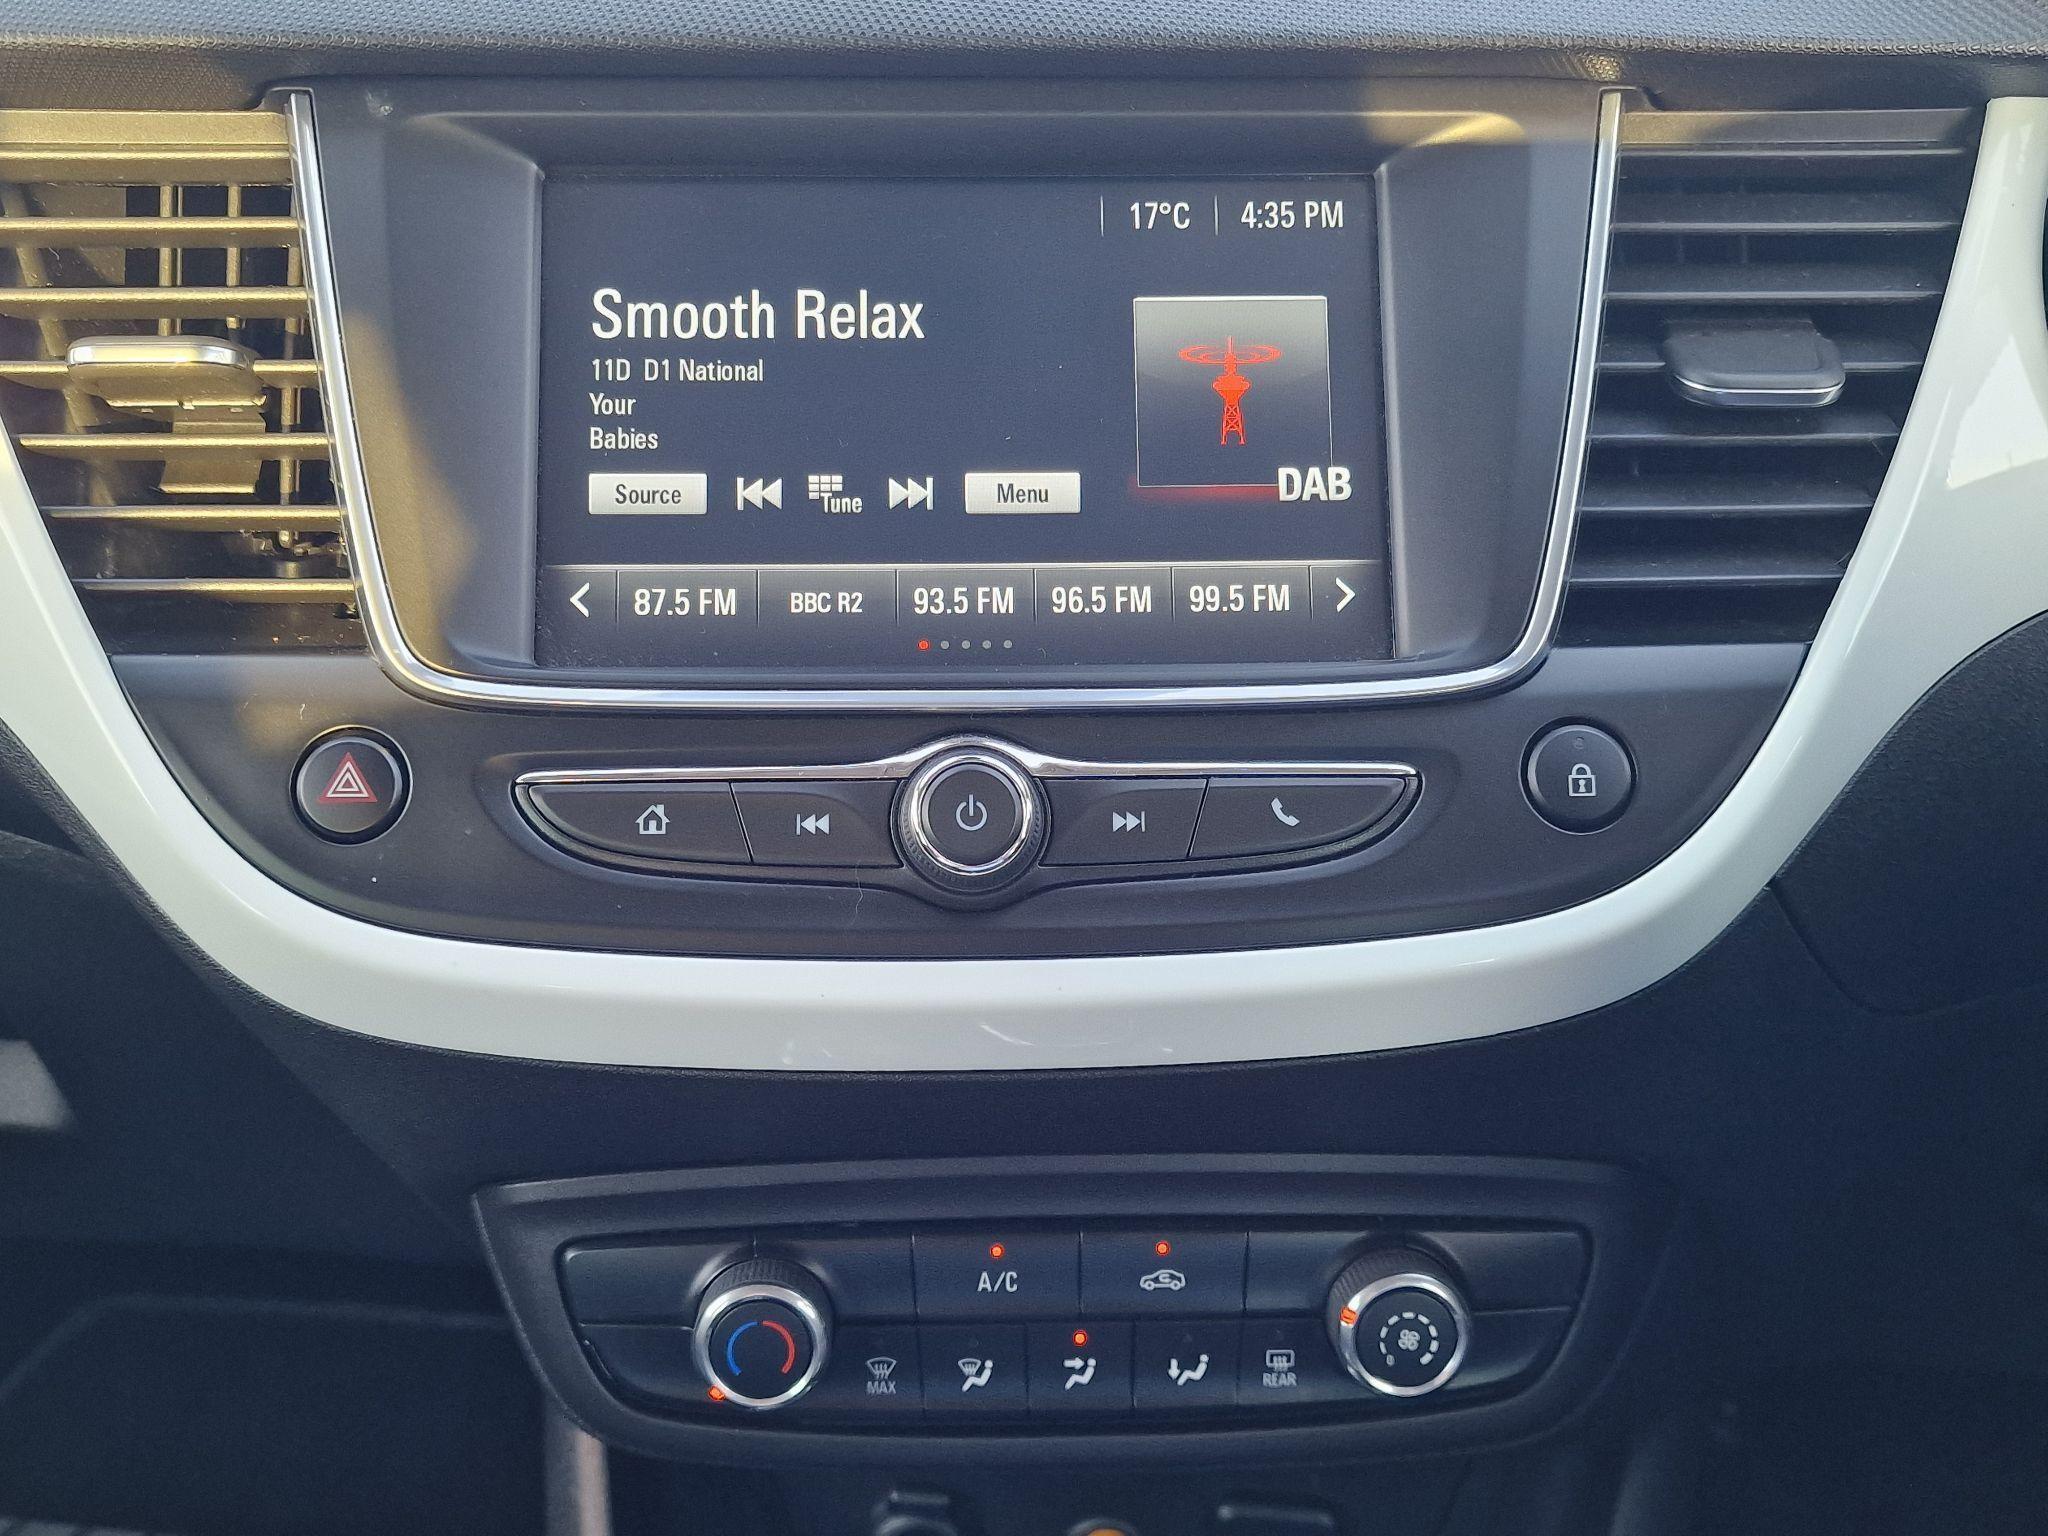 17°C 4:35 PM
Smooth Relax
11D D1 National
Your
Babies
Source Tune Menu
DAB
87.5 FM BBC R2 93.5 FM 96.5 FM 99.5 FM
A/C
MAX REAR
0